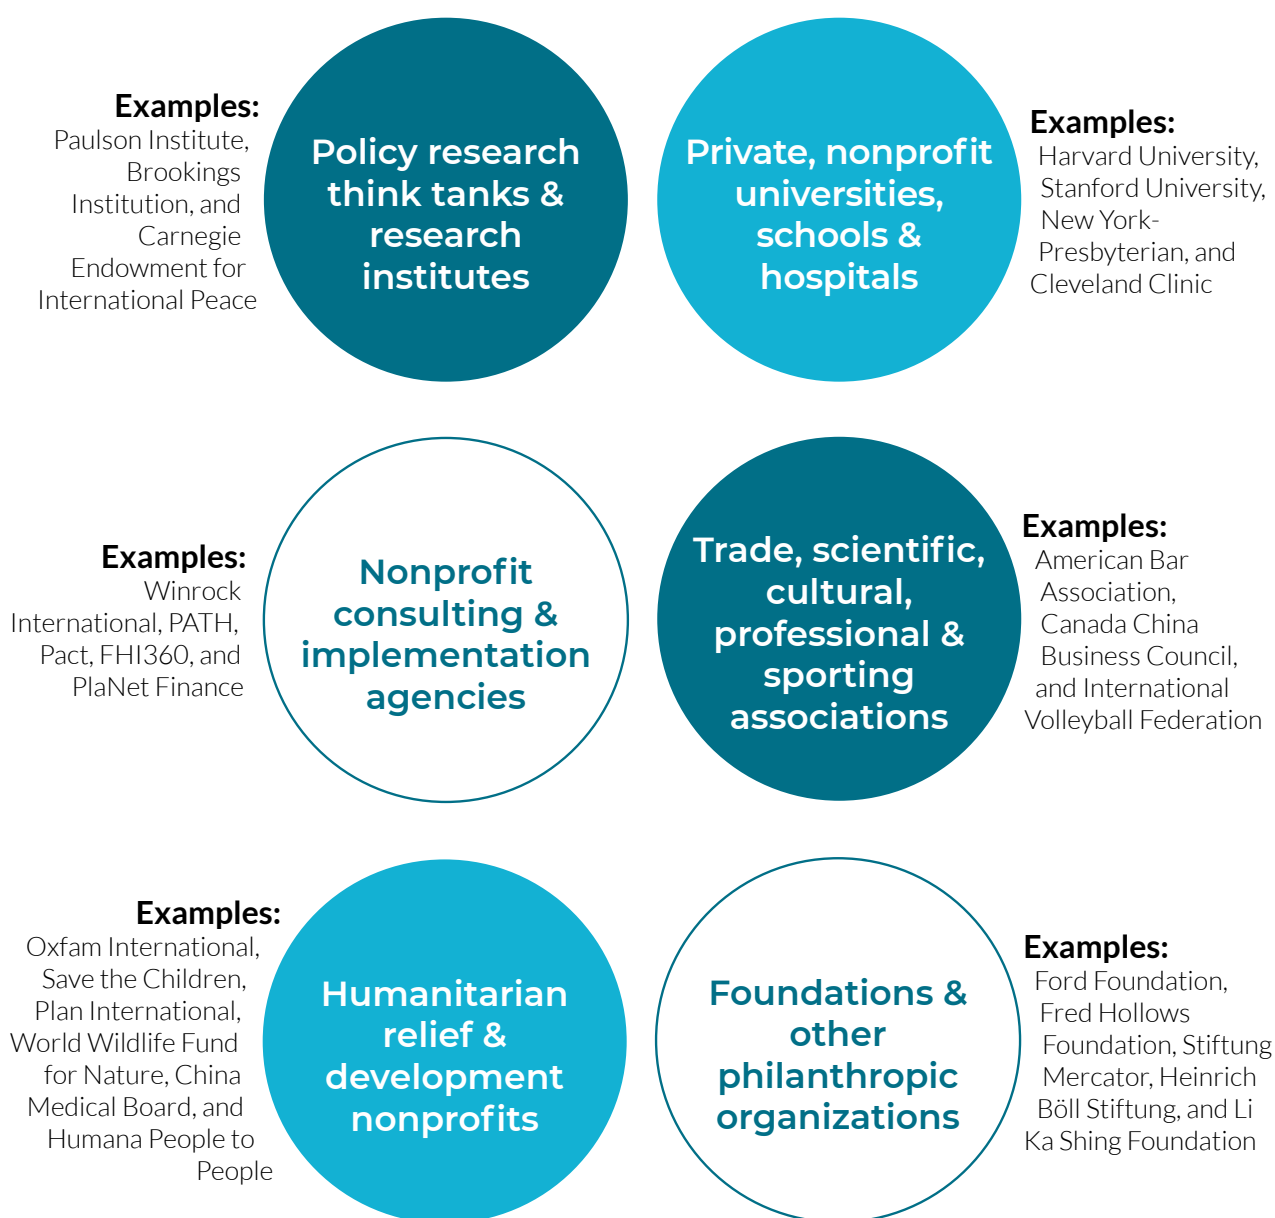 Examples:
Paulson Institute,
Brookings
Institution, and
Carnegie
Endowment for
International Peace
Policy research
think tanks &
research
institutes
Private, nonprofit
universities,
schools &
hospitals
Examples:
Harvard University,
Stanford University,
New York-
Presbyterian, and
Cleveland Clinic
Examples:
Winrock
International, PATH,
Pact, FHI360, and
PlaNet Finance
Nonprofit
consulting &
implementation
agencies
Trade, scientific,
cultural,
professional &
sporting
associations
Examples:
American Bar
Association,
Canada China
Business Council,
and International
Volleyball Federation
Examples:
Oxfam International,
Save the Children,
Plan International,
World Wildlife Fund
for Nature, China
Medical Board, and
Humana People to
People
Humanitarian
relief &
development
nonprofits
Foundations &
other
philanthropic
organizations
Examples:
Ford Foundation,
Fred Hollows
Foundation, Stiftung
Mercator, Heinrich
Böll Stiftung, and Li
Ka Shing Foundation